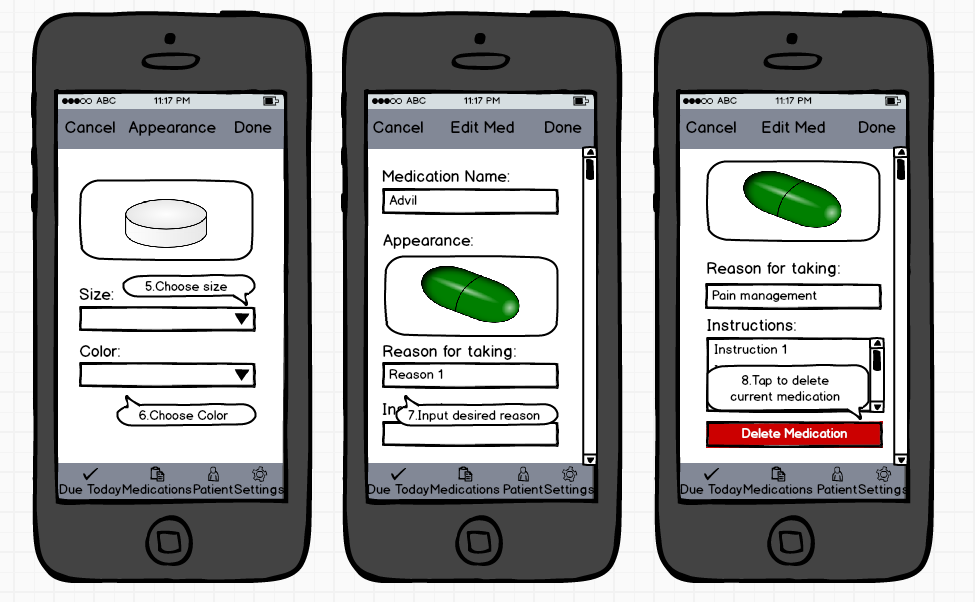 ABC 11:17 PM
Cancel Appearance Done
5.Choose size
Size:
Color:
6.Choose Color
Due Today Medications Patient Settings
ABC 11:17 PM
Cancel Edit Med Done
Medication Name:
Advil
Appearance:
Reason for taking:
Reason 1
In
7.Input desired reason
Due Today Medications Patient Settings
ABC 11:17 PM
Cancel Edit Med Done
Reason for taking:
Pain management
Instructions:
Instruction 1
8.Tap to delete
current medication
Delete Medication
Due Today Medications Patient Settings